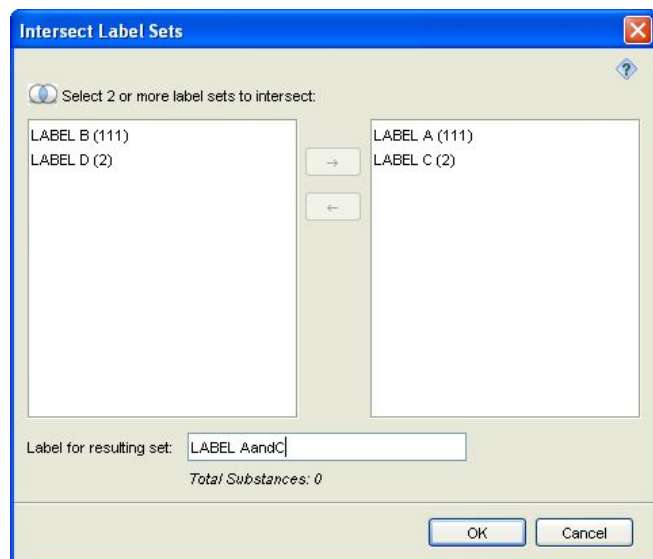 Intersect Label Sets
Select 2 or more label sets to intersect:
LABEL B (111)
LABEL D (2)
→
←
LABEL A (111)
LABEL C (2)
Label for resulting set: LABEL AandC
Total Substances: 0
OK Cancel